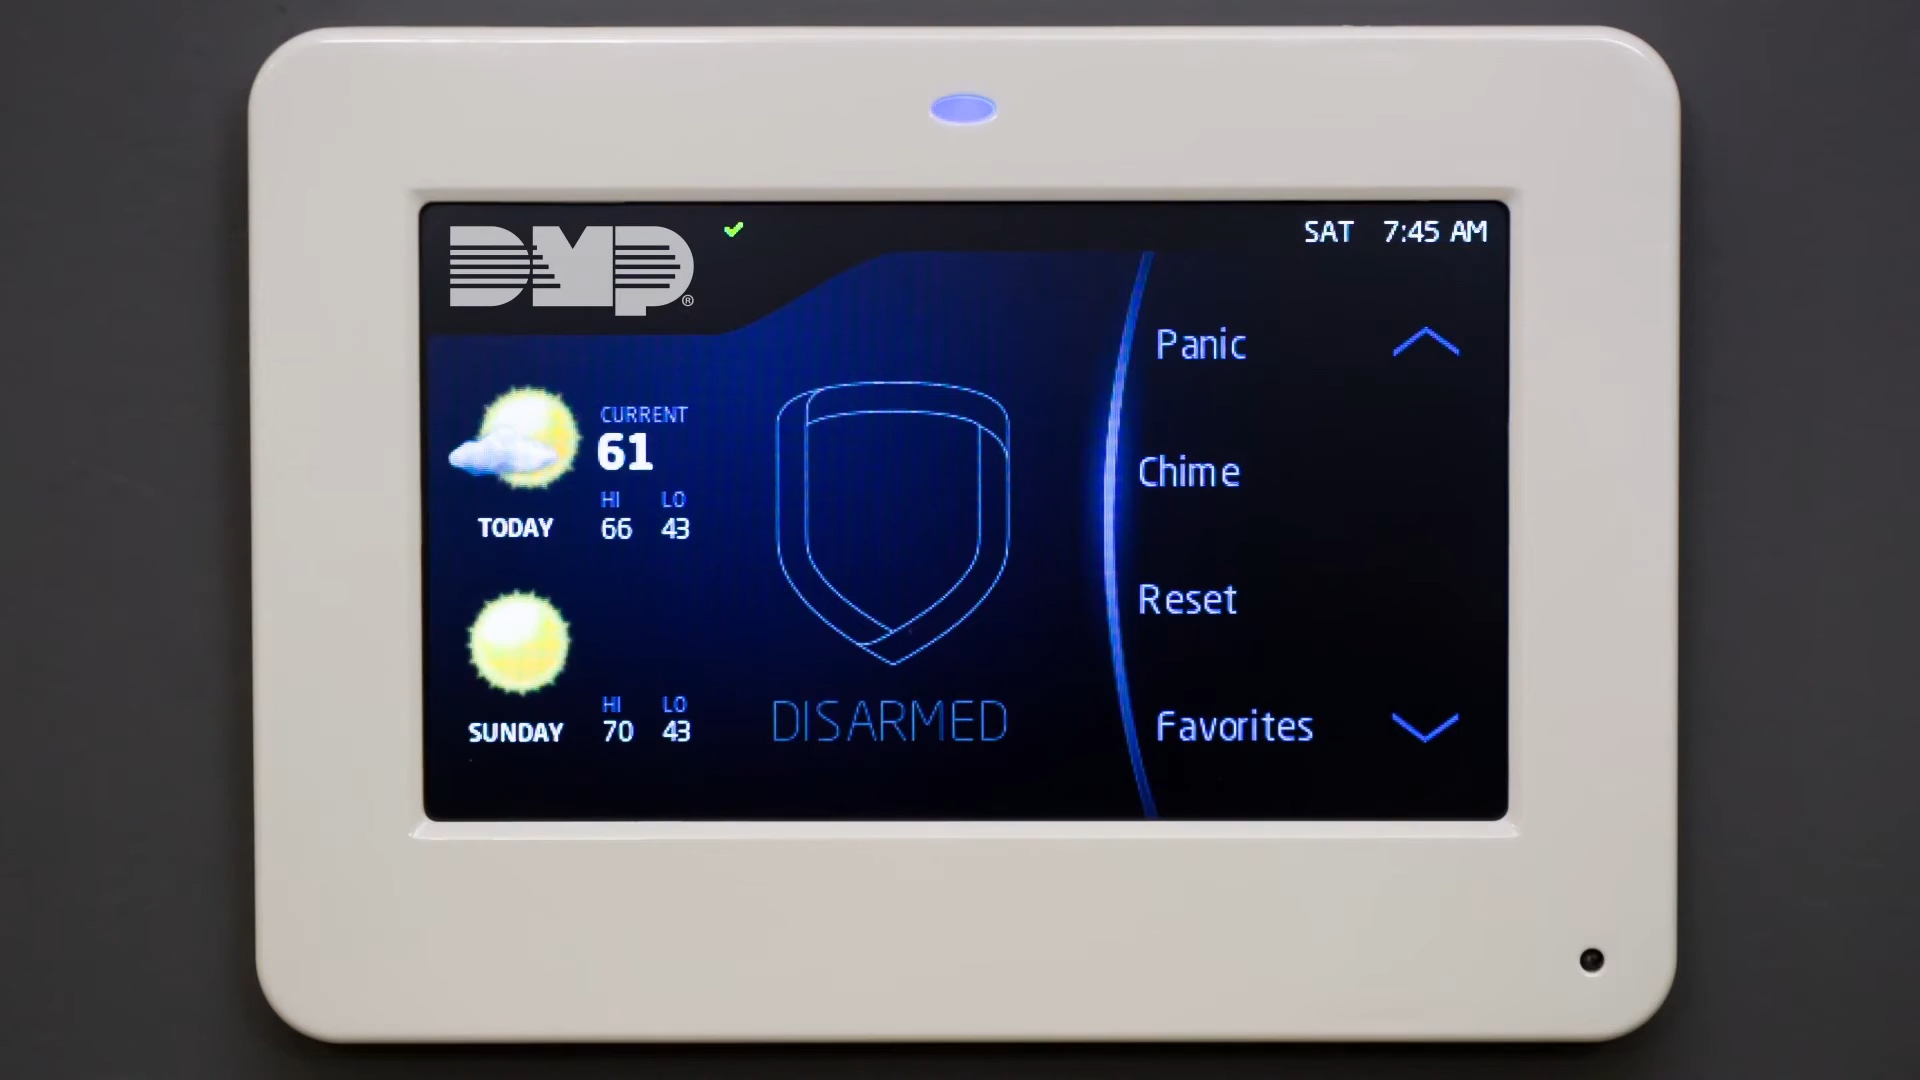 DMP®
SAT 7:45 AM
CURRENT
61
HI LO
TODAY 66 43
HI LO
SUNDAY 70 43
DISARMED
Panic
Chime
Reset
Favorites